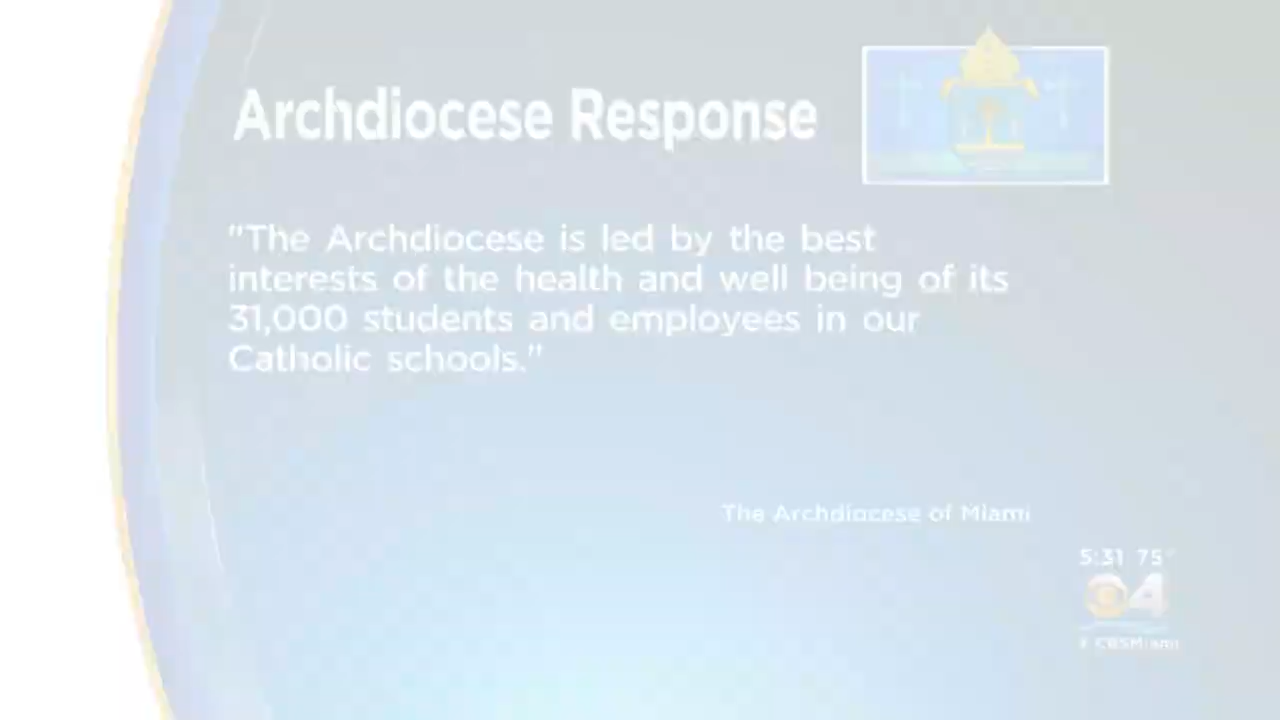 Archdiocese Response
"The Archdiocese is led by the best
interests of the health and well being of its
31,000 students and employees in our
Catholic schools."
The Archdiocese of Miami
5:31 75°
4
CBSMiami